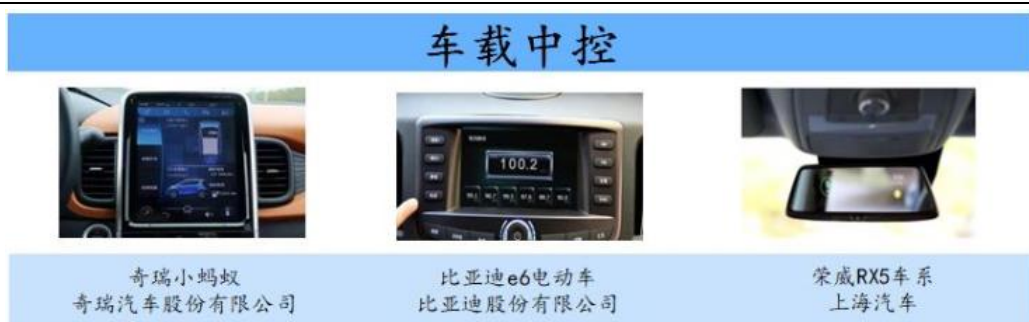 车载中控
100.2
奇瑞小蚂蚁
奇瑞汽车股份有限公司
比亚迪e6电动车
比亚迪股份有限公司
荣威RX5车系
上海汽车